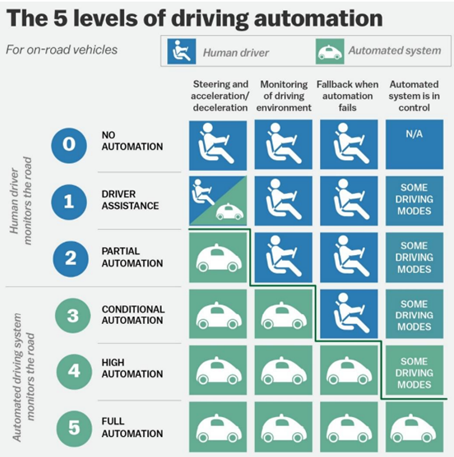 The 5 levels of driving automation
For on-road vehicles
Human driver
Automated system
Steering and
acceleration/
deceleration
Monitoring
of driving
environment
Fallback when
automation
fails
Automated
system is in
control
Human driver
monitors the road
0
NO
AUTOMATION
N/A
1
DRIVER
ASSISTANCE
SOME
DRIVING
MODES
2
PARTIAL
AUTOMATION
SOME
DRIVING
MODES
Automated driving system
monitors the road
3
CONDITIONAL
AUTOMATION
SOME
DRIVING
MODES
4
HIGH
AUTOMATION
SOME
DRIVING
MODES
5
FULL
AUTOMATION